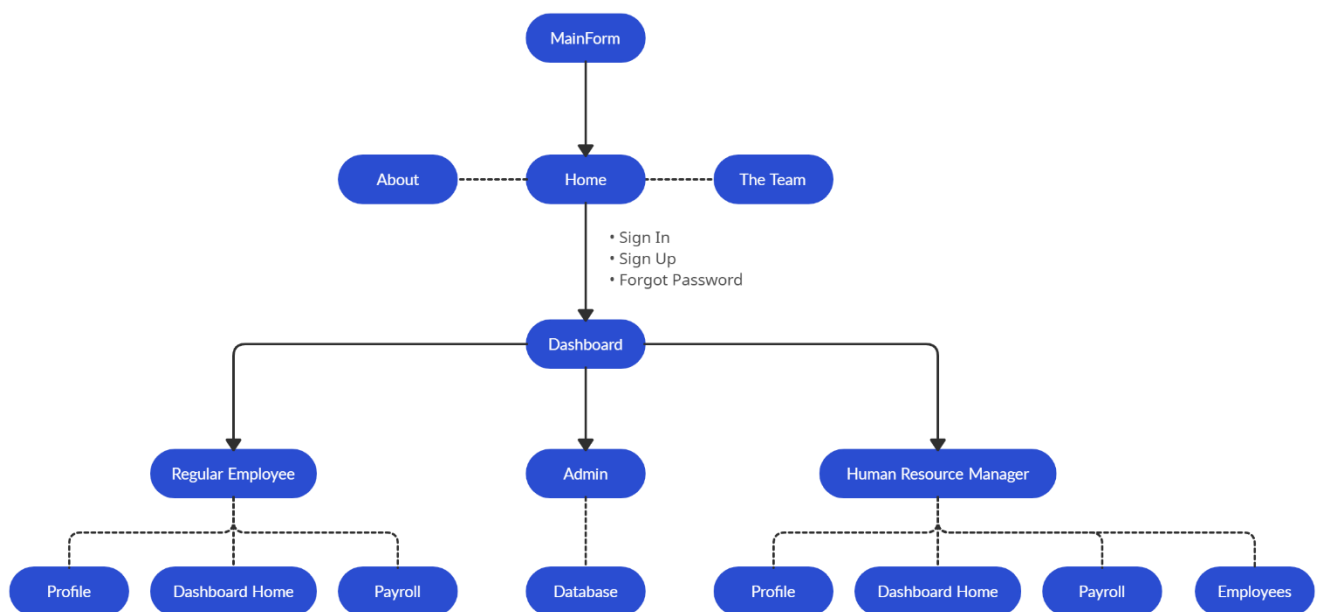 MainForm
About
Home
The Team
• Sign In
• Sign Up
• Forgot Password
Dashboard
Regular Employee
Admin
Human Resource Manager
Profile
Dashboard Home
Payroll
Database
Profile
Dashboard Home
Payroll
Employees